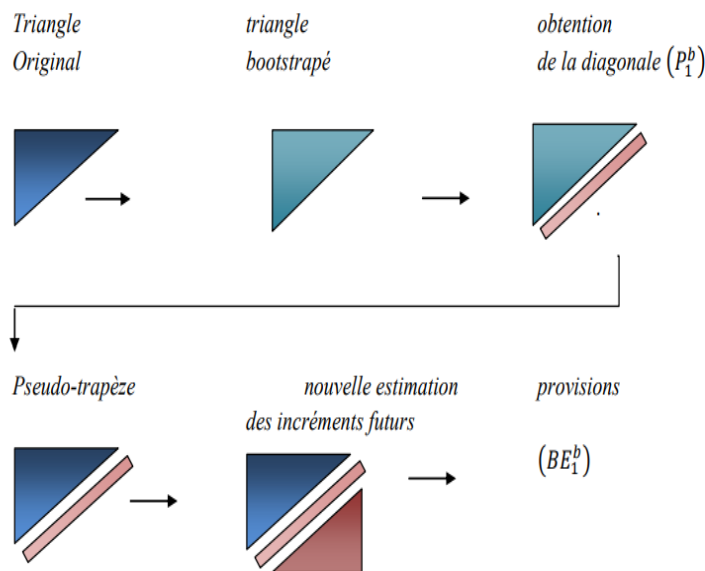 Triangle
Original
triangle
bootstrapé
obtention
de la diagonale (P₁ᵇ)
Pseudo-trapèze
nouvelle estimation
des incréments futurs
provisions
(BE₁ᵇ)